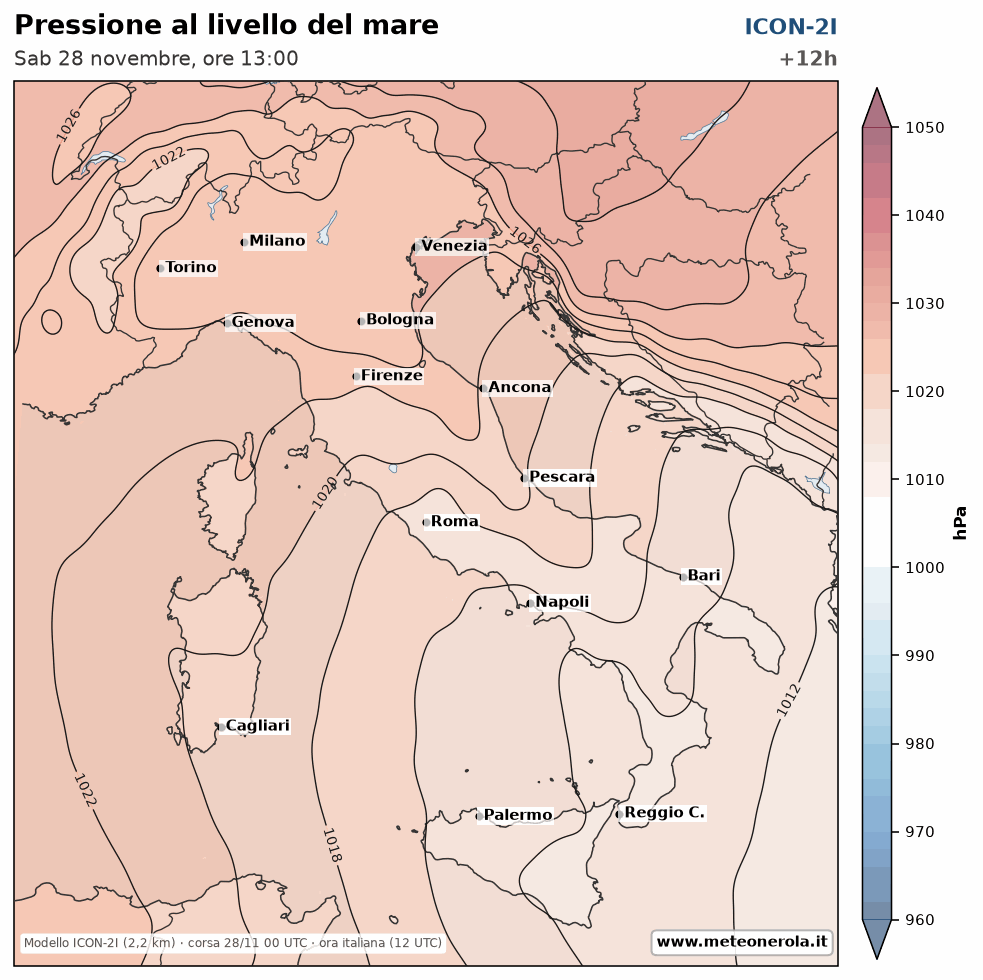 Pressione al livello del mare
ICON-2I
Sab 28 novembre, ore 13:00
+12h
1026
1022
1026
Milano
Venezia
Torino
Genova
Bologna
Firenze
Ancona
Pescara
1020
Roma
Bari
Napoli
1012
Cagliari
1022
Palermo
Reggio C.
1018
Modello ICON-2I (2,2 km) · corsa 28/11 00 UTC · ora italiana (12 UTC)
www.meteonerola.it
1050
1040
1030
1020
1010
1000
990
980
970
960
hPa